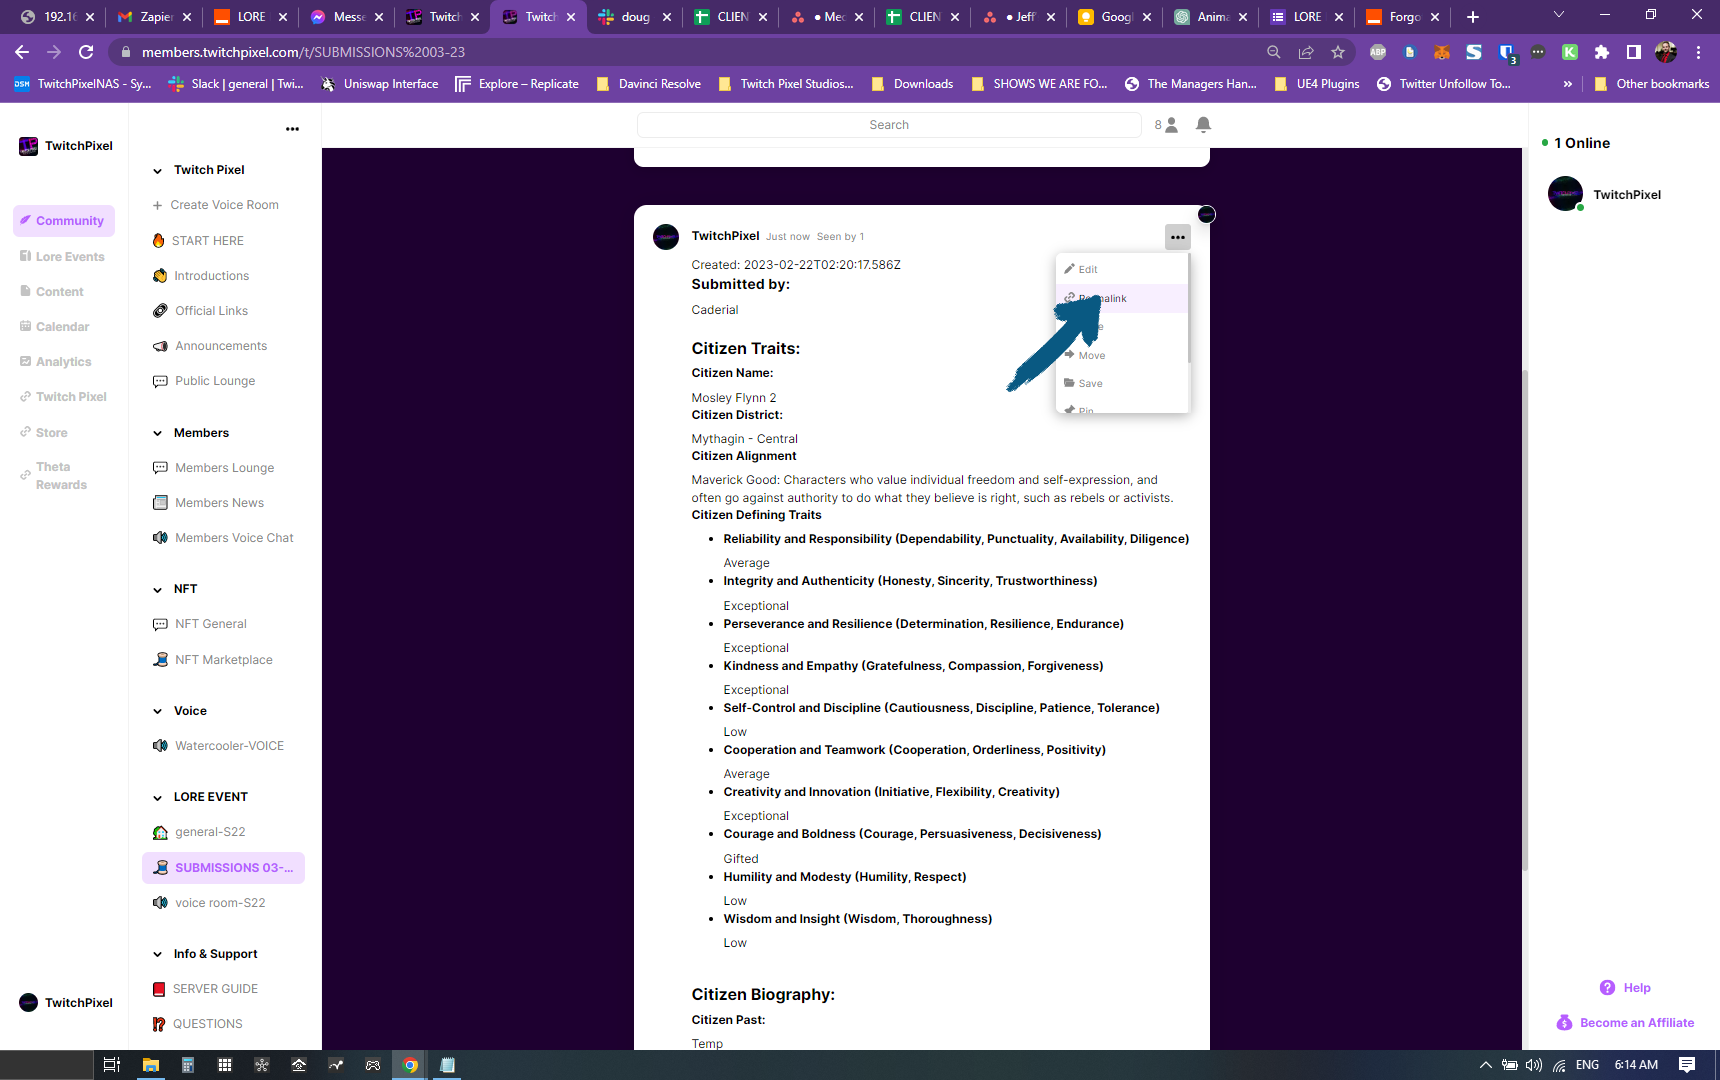 192.16
Zapier
LORE
Messe
Twitch
Twitch
doug
CLIEN
● Med
CLIEN
● Jeff
Googl
Anima
LORE
Forgo
members.twitchpixel.com/t/SUBMISSIONS%2003-23
ABP
3
DSM TwitchPixelNAS - Sy...
Slack | general | Twi...
Uniswap Interface
Explore – Replicate
Davinci Resolve
Twitch Pixel Studios...
Downloads
SHOWS WE ARE FO...
The Managers Han...
UE4 Plugins
Twitter Unfollow To...
»
Other bookmarks
TwitchPixel
Community
Lore Events
Content
Calendar
Analytics
Twitch Pixel
Store
Theta
Rewards
TwitchPixel
Twitch Pixel
+ Create Voice Room
START HERE
Introductions
Official Links
Announcements
Public Lounge
Members
Members Lounge
Members News
Members Voice Chat
NFT
NFT General
NFT Marketplace
Voice
Watercooler-VOICE
LORE EVENT
general-S22
SUBMISSIONS 03-...
voice room-S22
Info & Support
SERVER GUIDE
QUESTIONS
Search
8
TwitchPixel Just now Seen by 1
Created: 2023-02-22T02:20:17.586Z
Submitted by:
Caderial
Citizen Traits:
Citizen Name:
Mosley Flynn 2
Citizen District:
Mythagin - Central
Citizen Alignment
Maverick Good: Characters who value individual freedom and self-expression, and
often go against authority to do what they believe is right, such as rebels or activists.
Citizen Defining Traits
• Reliability and Responsibility (Dependability, Punctuality, Availability, Diligence)
Average
• Integrity and Authenticity (Honesty, Sincerity, Trustworthiness)
Exceptional
• Perseverance and Resilience (Determination, Resilience, Endurance)
Exceptional
• Kindness and Empathy (Gratefulness, Compassion, Forgiveness)
Exceptional
• Self-Control and Discipline (Cautiousness, Discipline, Patience, Tolerance)
Low
• Cooperation and Teamwork (Cooperation, Orderliness, Positivity)
Average
• Creativity and Innovation (Initiative, Flexibility, Creativity)
Exceptional
• Courage and Boldness (Courage, Persuasiveness, Decisiveness)
Gifted
• Humility and Modesty (Humility, Respect)
Low
• Wisdom and Insight (Wisdom, Thoroughness)
Low
Citizen Biography:
Citizen Past:
Temp
Edit
Permalink
Move
Save
Pin
1 Online
TwitchPixel
Help
Become an Affiliate
ENG
6:14 AM